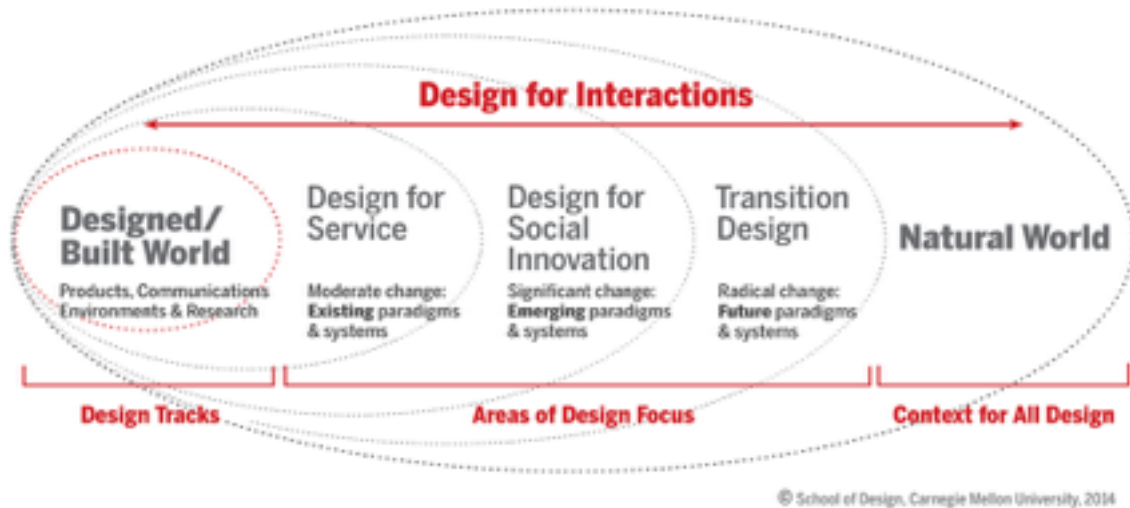 Design for Interactions
Designed/
Built World
Products, Communications
Environments & Research
Design for
Service
Moderate change:
Existing paradigms
& systems
Design for
Social
Innovation
Significant change:
Emerging paradigms
& systems
Transition
Design
Radical change:
Future paradigms
& systems
Natural World
Design Tracks
Areas of Design Focus
Context for All Design
© School of Design, Carnegie Mellon University, 2014